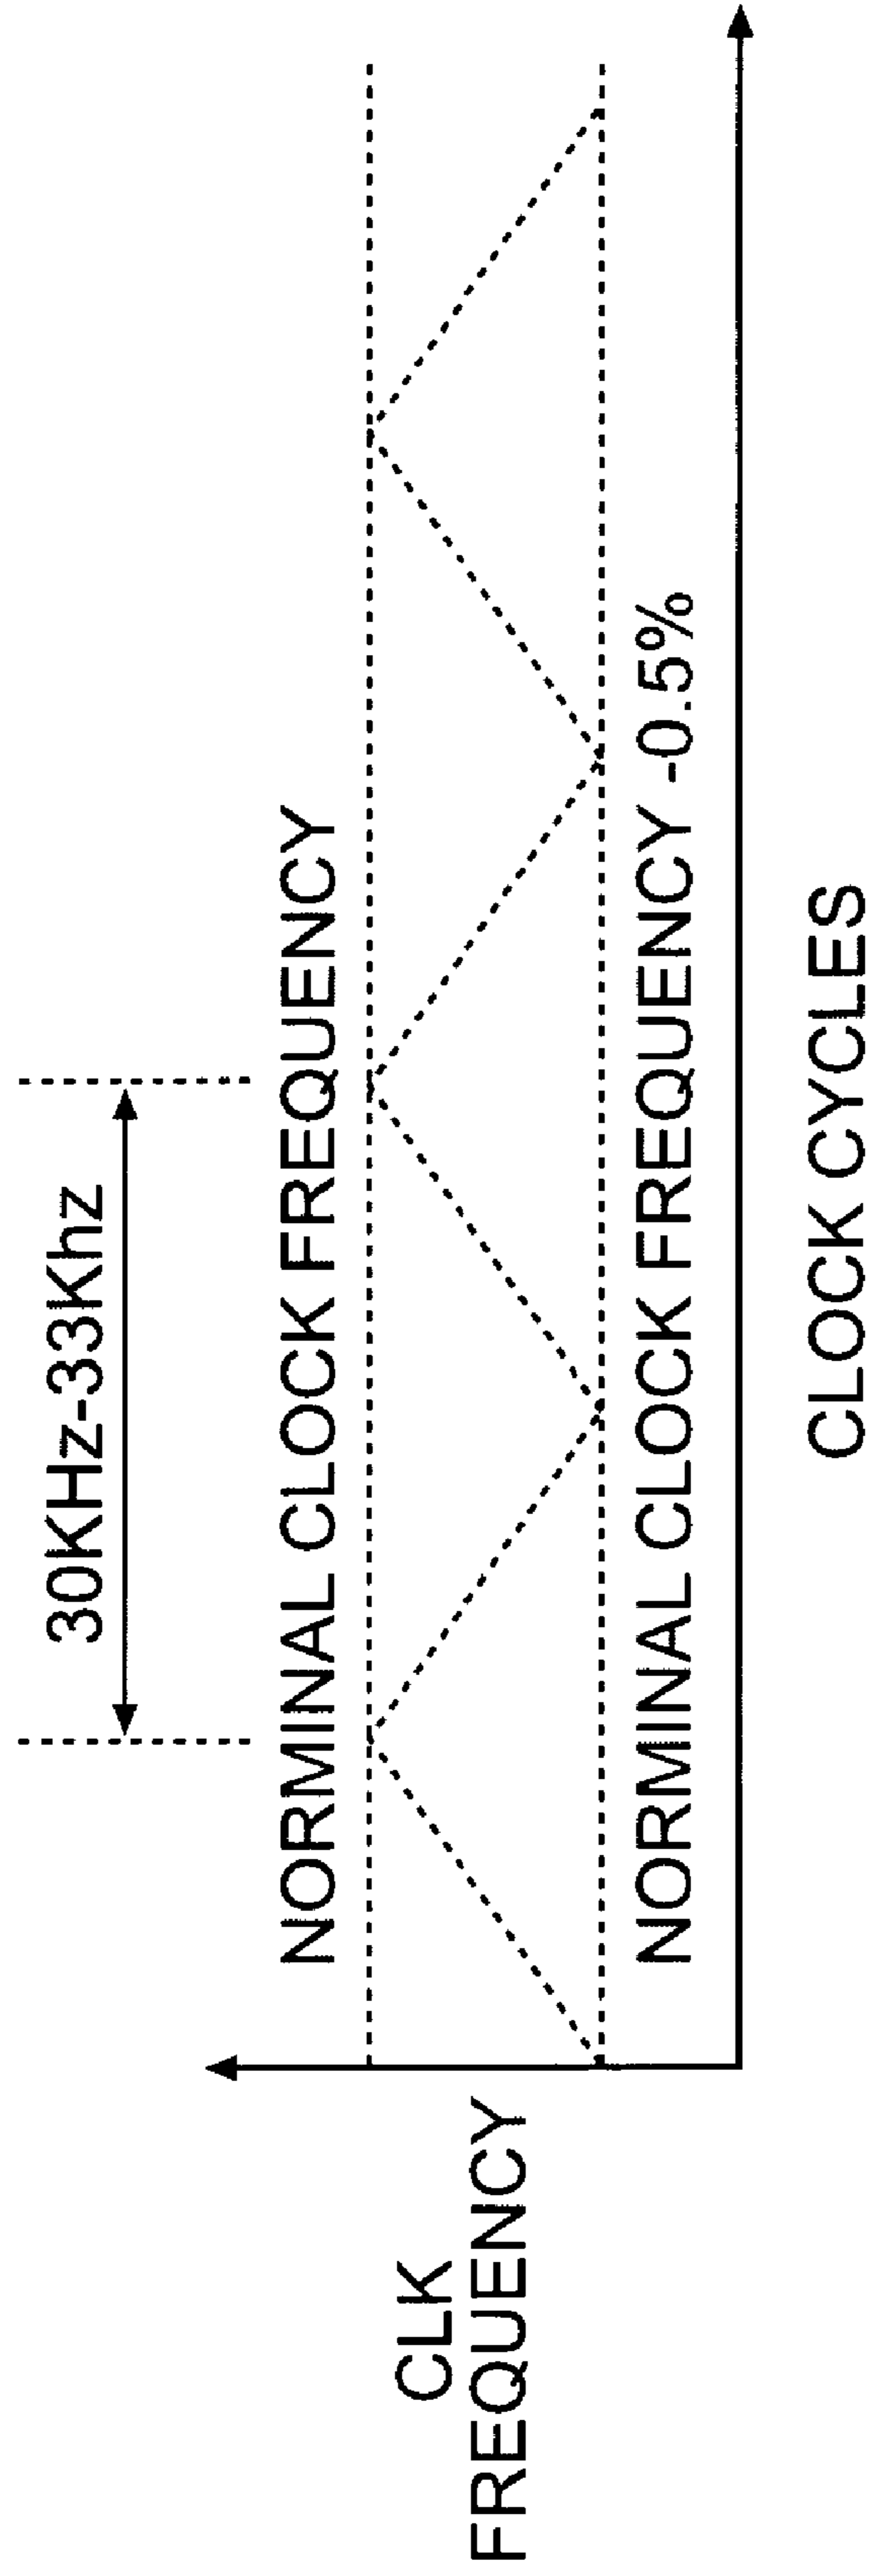 30KHz-33Khz
NORMINAL CLOCK FREQUENCY
CLK
FREQUENCY
NORMINAL CLOCK FREQUENCY -0.5%
CLOCK CYCLES